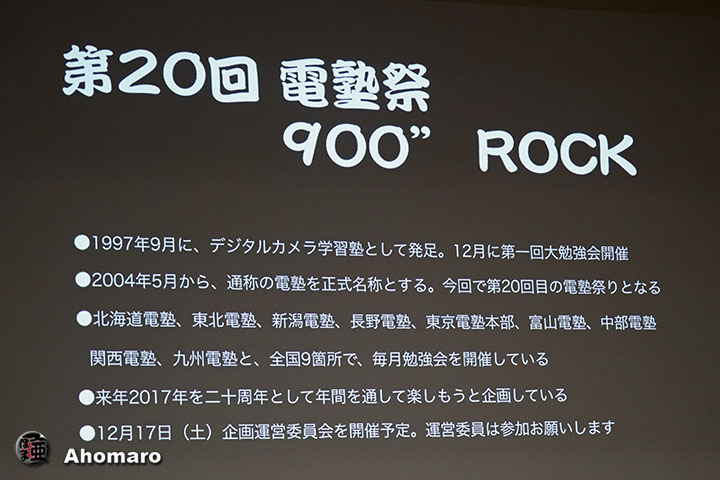 第20回 電塾祭
900” ROCK
●1997年9月に、デジタルカメラ学習塾として発足。12月に第一回大勉強会開催
●2004年5月から、通称の電塾を正式名称とする。今回で第20回目の電塾祭りとなる
●北海道電塾、東北電塾、新潟電塾、長野電塾、東京電塾本部、富山電塾、中部電塾
関西電塾、九州電塾と、全国9箇所で、毎月勉強会を開催している
●来年2017年を二十周年として年間を通して楽しもうと企画している
●12月17日（土）企画運営委員会を開催予定。運営委員は参加お願いします
Ahomaro